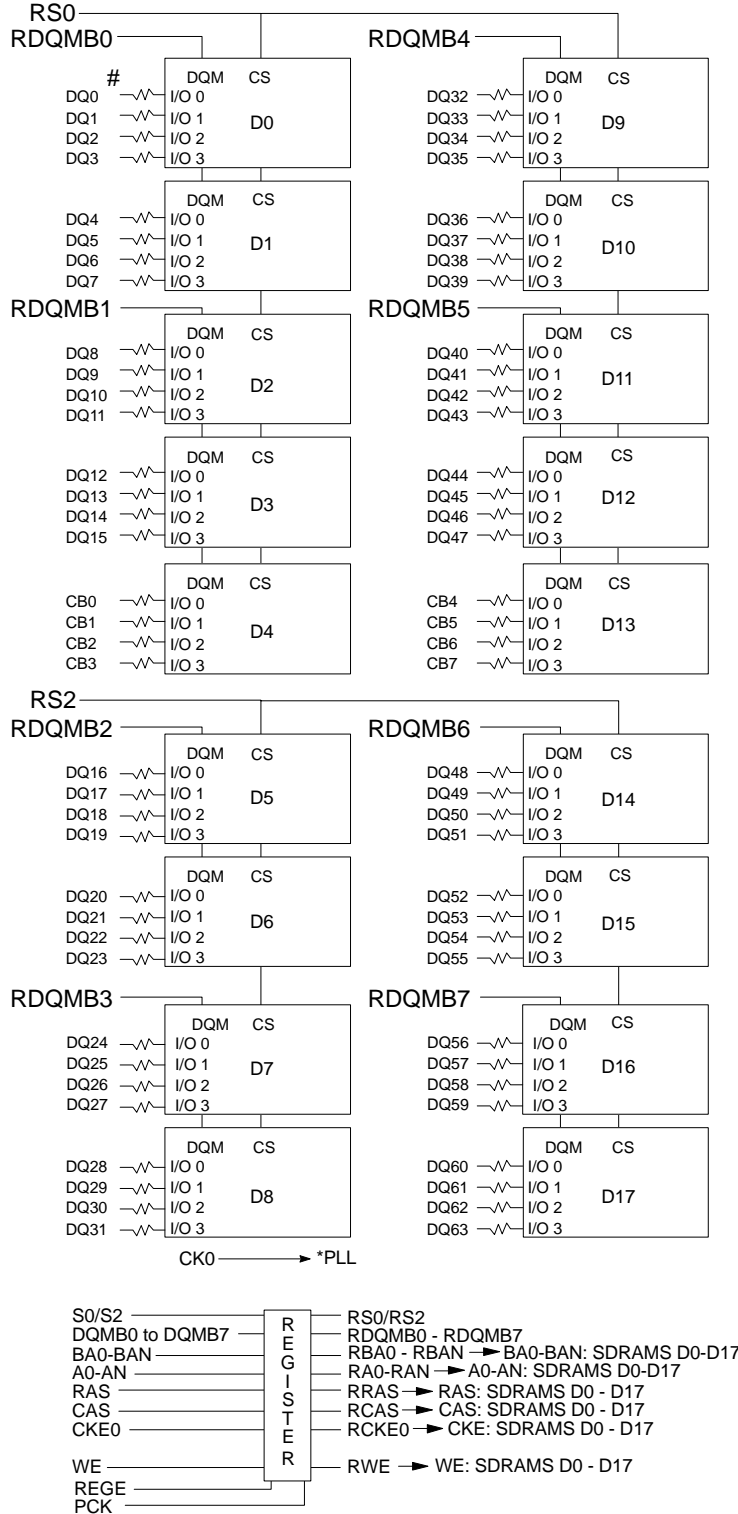 RS0
RDQMB0 RDQMB4
# DQM CS DQM CS
DQ0 I/O 0 DQ32 I/O 0
DQ1 I/O 1 D0 DQ33 I/O 1 D9
DQ2 I/O 2 DQ34 I/O 2
DQ3 I/O 3 DQ35 I/O 3
DQM CS DQM CS
DQ4 I/O 0 DQ36 I/O 0
DQ5 I/O 1 D1 DQ37 I/O 1 D10
DQ6 I/O 2 DQ38 I/O 2
DQ7 I/O 3 DQ39 I/O 3
RDQMB1 RDQMB5
DQM CS DQM CS
DQ8 I/O 0 DQ40 I/O 0
DQ9 I/O 1 D2 DQ41 I/O 1 D11
DQ10 I/O 2 DQ42 I/O 2
DQ11 I/O 3 DQ43 I/O 3
DQM CS DQM CS
DQ12 I/O 0 DQ44 I/O 0
DQ13 I/O 1 D3 DQ45 I/O 1 D12
DQ14 I/O 2 DQ46 I/O 2
DQ15 I/O 3 DQ47 I/O 3
DQM CS DQM CS
CB0 I/O 0 CB4 I/O 0
CB1 I/O 1 D4 CB5 I/O 1 D13
CB2 I/O 2 CB6 I/O 2
CB3 I/O 3 CB7 I/O 3
RS2
RDQMB2 RDQMB6
DQM CS DQM CS
DQ16 I/O 0 DQ48 I/O 0
DQ17 I/O 1 D5 DQ49 I/O 1 D14
DQ18 I/O 2 DQ50 I/O 2
DQ19 I/O 3 DQ51 I/O 3
DQM CS DQM CS
DQ20 I/O 0 DQ52 I/O 0
DQ21 I/O 1 D6 DQ53 I/O 1 D15
DQ22 I/O 2 DQ54 I/O 2
DQ23 I/O 3 DQ55 I/O 3
RDQMB3 RDQMB7
DQM CS DQM CS
DQ24 I/O 0 DQ56 I/O 0
DQ25 I/O 1 D7 DQ57 I/O 1 D16
DQ26 I/O 2 DQ58 I/O 2
DQ27 I/O 3 DQ59 I/O 3
DQM CS DQM CS
DQ28 I/O 0 DQ60 I/O 0
DQ29 I/O 1 D8 DQ61 I/O 1 D17
DQ30 I/O 2 DQ62 I/O 2
DQ31 I/O 3 DQ63 I/O 3
CK0 *PLL
REGISTER
S0/S2 RS0/RS2
DQMB0 to DQMB7 RDQMB0 - RDQMB7
BA0-BAN RBA0 - RBAN BA0-BAN: SDRAMS D0-D17
A0-AN RA0-RAN A0-AN: SDRAMS D0-D17
RAS RRAS RAS: SDRAMS D0 - D17
CAS RCAS CAS: SDRAMS D0 - D17
CKE0 RCKE0 CKE: SDRAMS D0 - D17
WE RWE WE: SDRAMS D0 - D17
REGE
PCK